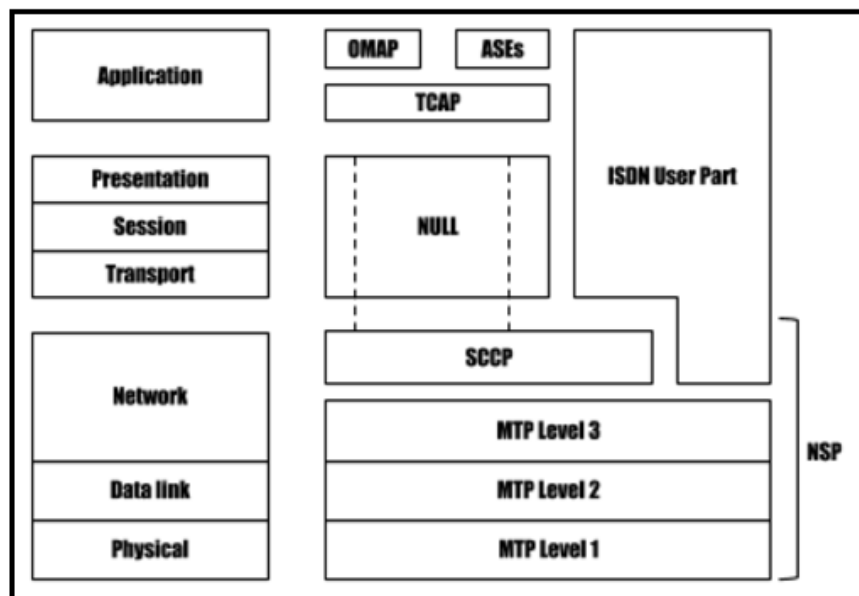 Application
OMAP
ASEs
TCAP
ISDN User Part
Presentation
Session
Transport
NULL
Network
SCCP
MTP Level 3
NSP
Data link
MTP Level 2
Physical
MTP Level 1